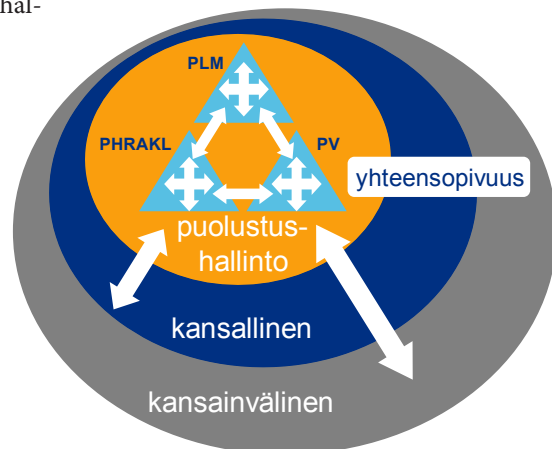 hal-
PLM
PHRAKL
PV
yhteensopivuus
puolustus-
hallinto
kansallinen
kansainvälinen